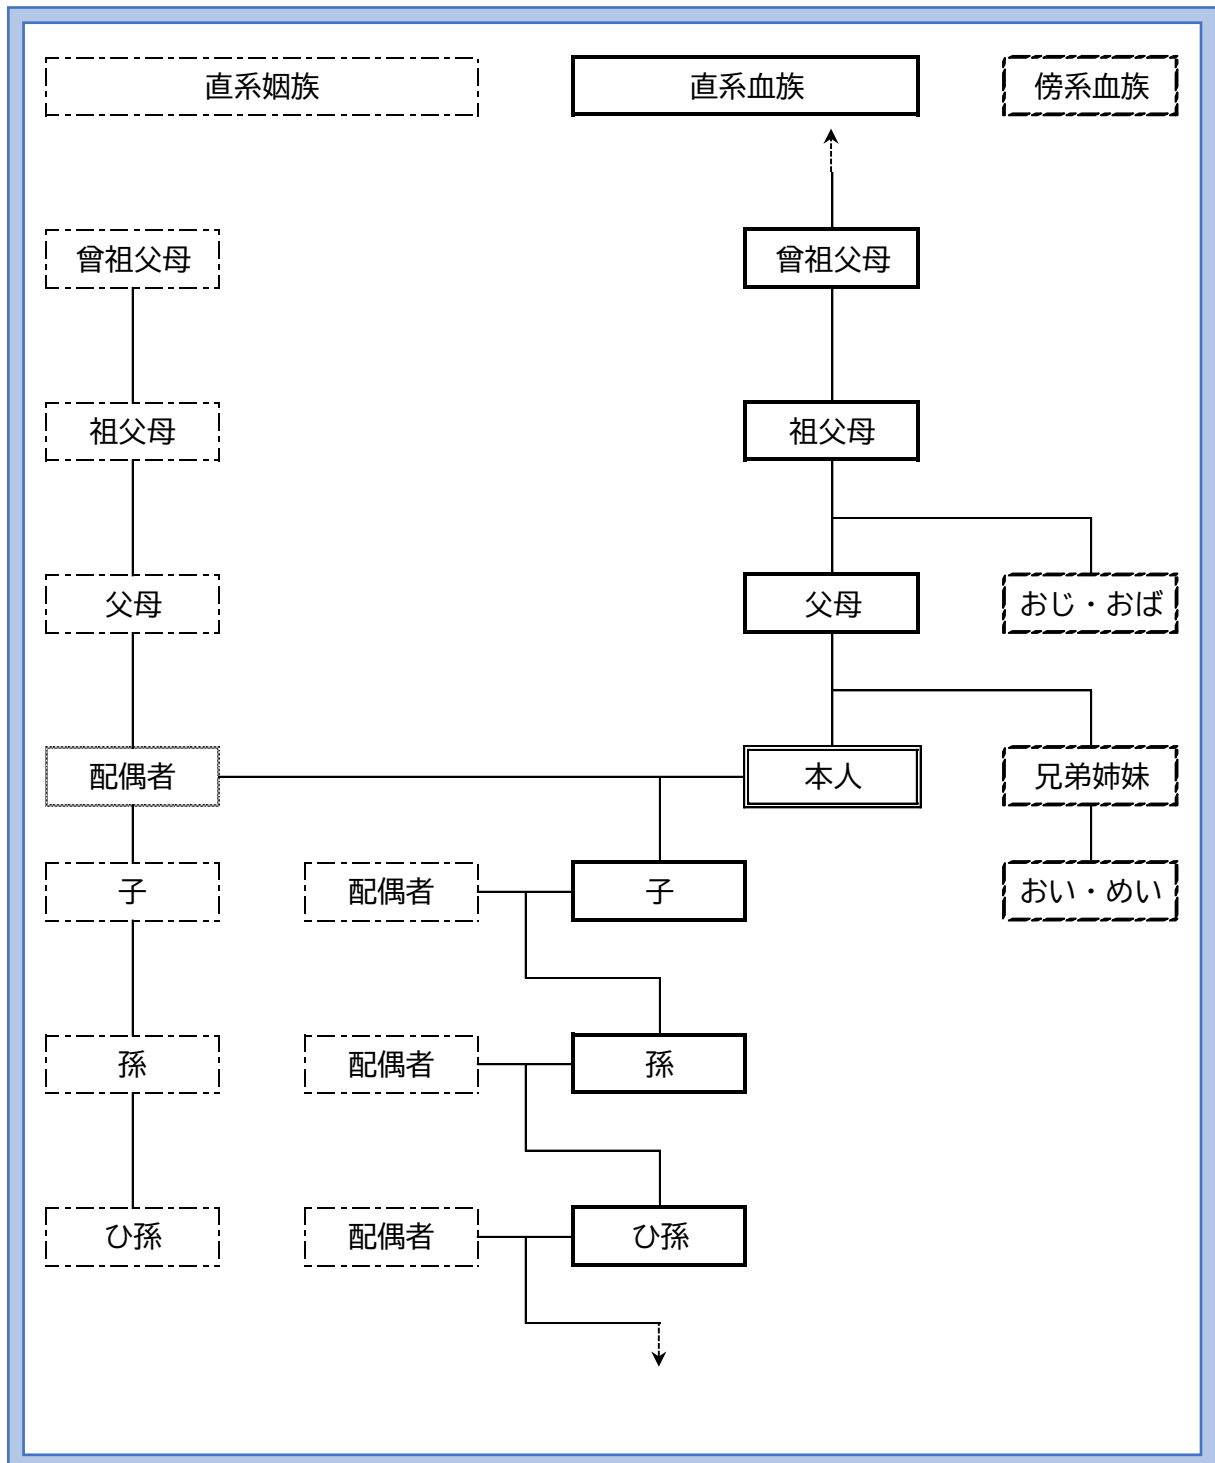 直系姻族
直系血族
傍系血族
曾祖父母
曾祖父母
祖父母
祖父母
父母
父母
おじ・おば
配偶者
本人
兄弟姉妹
子
配偶者
子
おい・めい
孫
配偶者
孫
ひ孫
配偶者
ひ孫